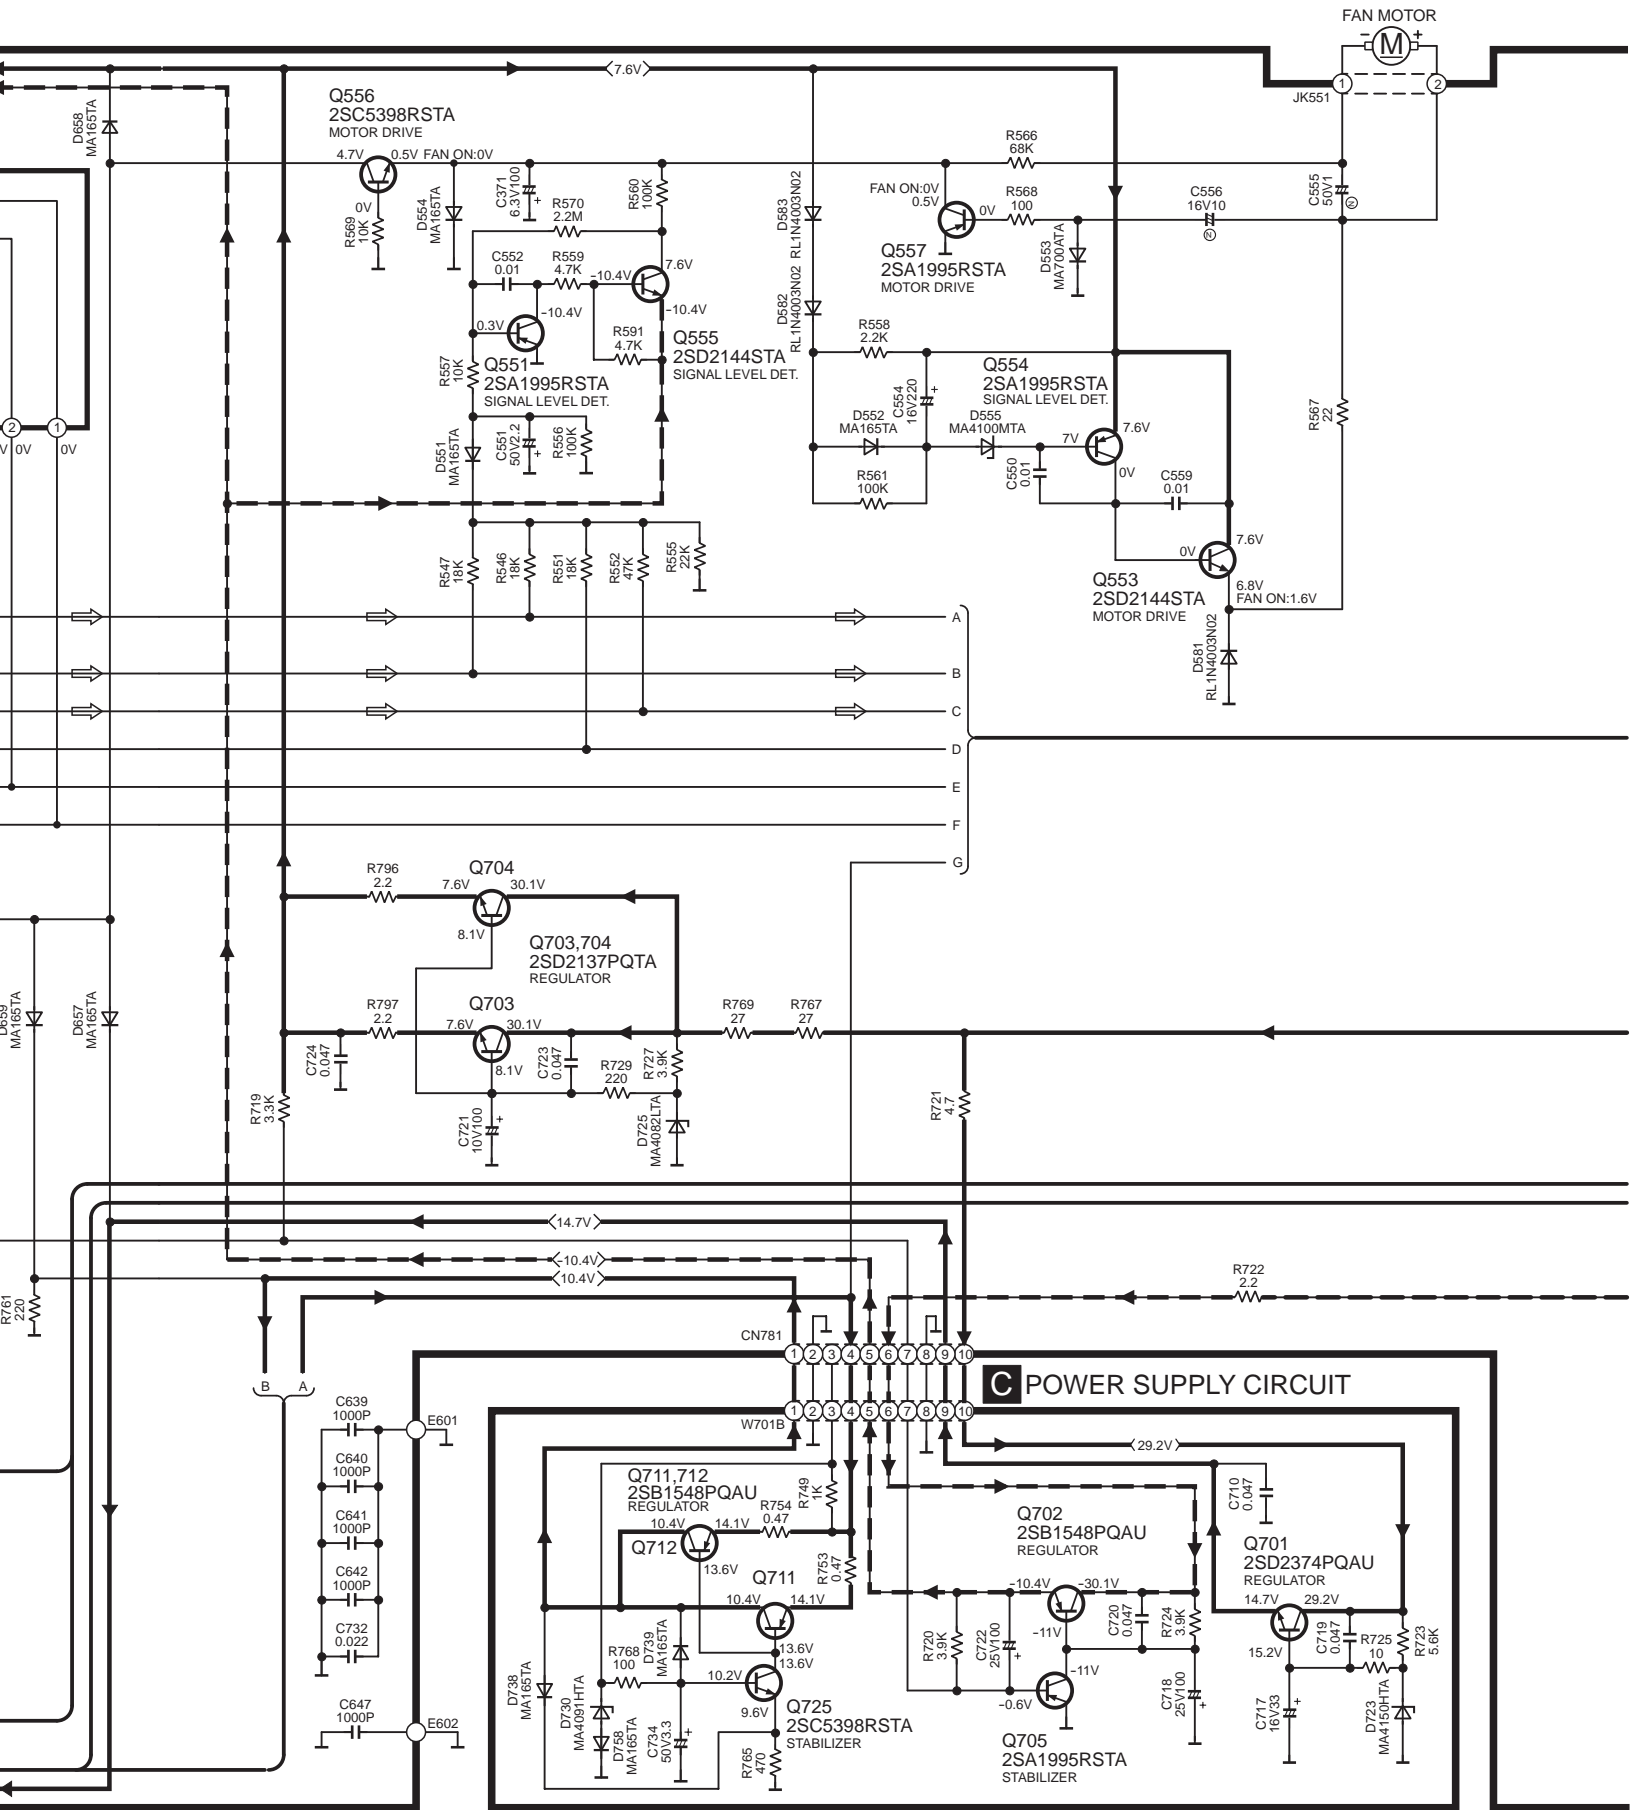 FAN MOTOR
- M +
JK551 1 2
7.6V
D658
MA165TA
Q556
2SC5398RSTA
MOTOR DRIVE
4.7V 0.5V FAN ON:0V
0V
R569
10K
D554
MA165TA
C371
6.3V100
+
R570
2.2M
R560
100K
C552
0.01
R559
4.7K
-10.4V
7.6V
-10.4V
0.3V
-10.4V
R591
4.7K
Q555
2SD2144STA
SIGNAL LEVEL DET.
Q551
2SA1995RSTA
SIGNAL LEVEL DET.
R557
10K
D551
MA165TA
C551
50V2.2
+
R556
100K
D583 RL1N4003N02
D582 RL1N4003N02
R566
68K
FAN ON:0V
0.5V
0V
R568
100
Q557
2SA1995RSTA
MOTOR DRIVE
D553
MA700ATA
C556
16V10
N
C555
50V1
N
R558
2.2K
C554
16V220
+
D552
MA165TA
D555
MA4100MTA
R561
100K
Q554
2SA1995RSTA
SIGNAL LEVEL DET.
7V
7.6V
0V
C550
0.01
C559
0.01
R567
22
0V
7.6V
Q553
2SD2144STA
MOTOR DRIVE
6.8V
FAN ON:1.6V
D581
RL1N4003N02
2 1
V 0V 0V
R547
18K
R546
18K
R551
18K
R552
47K
R555
22K
A
B
C
D
E
F
G
R796
2.2
Q704
7.6V 30.1V
8.1V
Q703,704
2SD2137PQTA
REGULATOR
R797
2.2
Q703
7.6V 30.1V
8.1V
C724
0.047
C723
0.047
R729
220
R727
3.9K
R769
27
R767
27
D659
MA165TA
D657
MA165TA
R719
3.3K
C721
10V100
+
D725
MA4082LTA
R721
4.7
14.7V
-10.4V
10.4V
R722
2.2
R761
220
CN781
1 2 3 4 5 6 7 8 9 10
C POWER SUPPLY CIRCUIT
W701B
1 2 3 4 5 6 7 8 9 10
B A
C639
1000P
E601
C640
1000P
C641
1000P
C642
1000P
C732
0.022
C647
1000P
E602
29.2V
Q711,712
2SB1548PQAU
REGULATOR
10.4V 14.1V
Q712
13.6V
R754
0.47
R749
1K
R753
0.47
Q711
10.4V 14.1V
13.6V
13.6V
D738
MA165TA
D730
MA4091HTA
D758
MA165TA
R768
100
D739
MA165TA
10.2V
9.6V
C734
50V3.3
+
R765
470
Q725
2SC5398RSTA
STABILIZER
Q702
2SB1548PQAU
REGULATOR
-10.4V -30.1V
-11V
R720
3.9K
C722
25V100
+
C720
0.047
R724
3.9K
-11V
-0.6V
C718
25V100
+
Q705
2SA1995RSTA
STABILIZER
C710
0.047
Q701
2SD2374PQAU
REGULATOR
14.7V 29.2V
15.2V
C719
0.047
R725
10
R723
5.6K
C717
16V33
+
D723
MA4150HTA